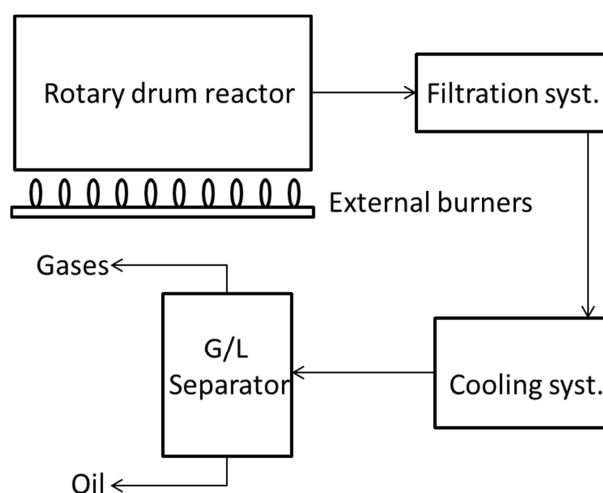 Rotary drum reactor
Filtration syst.
External burners
Gases
G/L
Separator
Cooling syst.
Oil